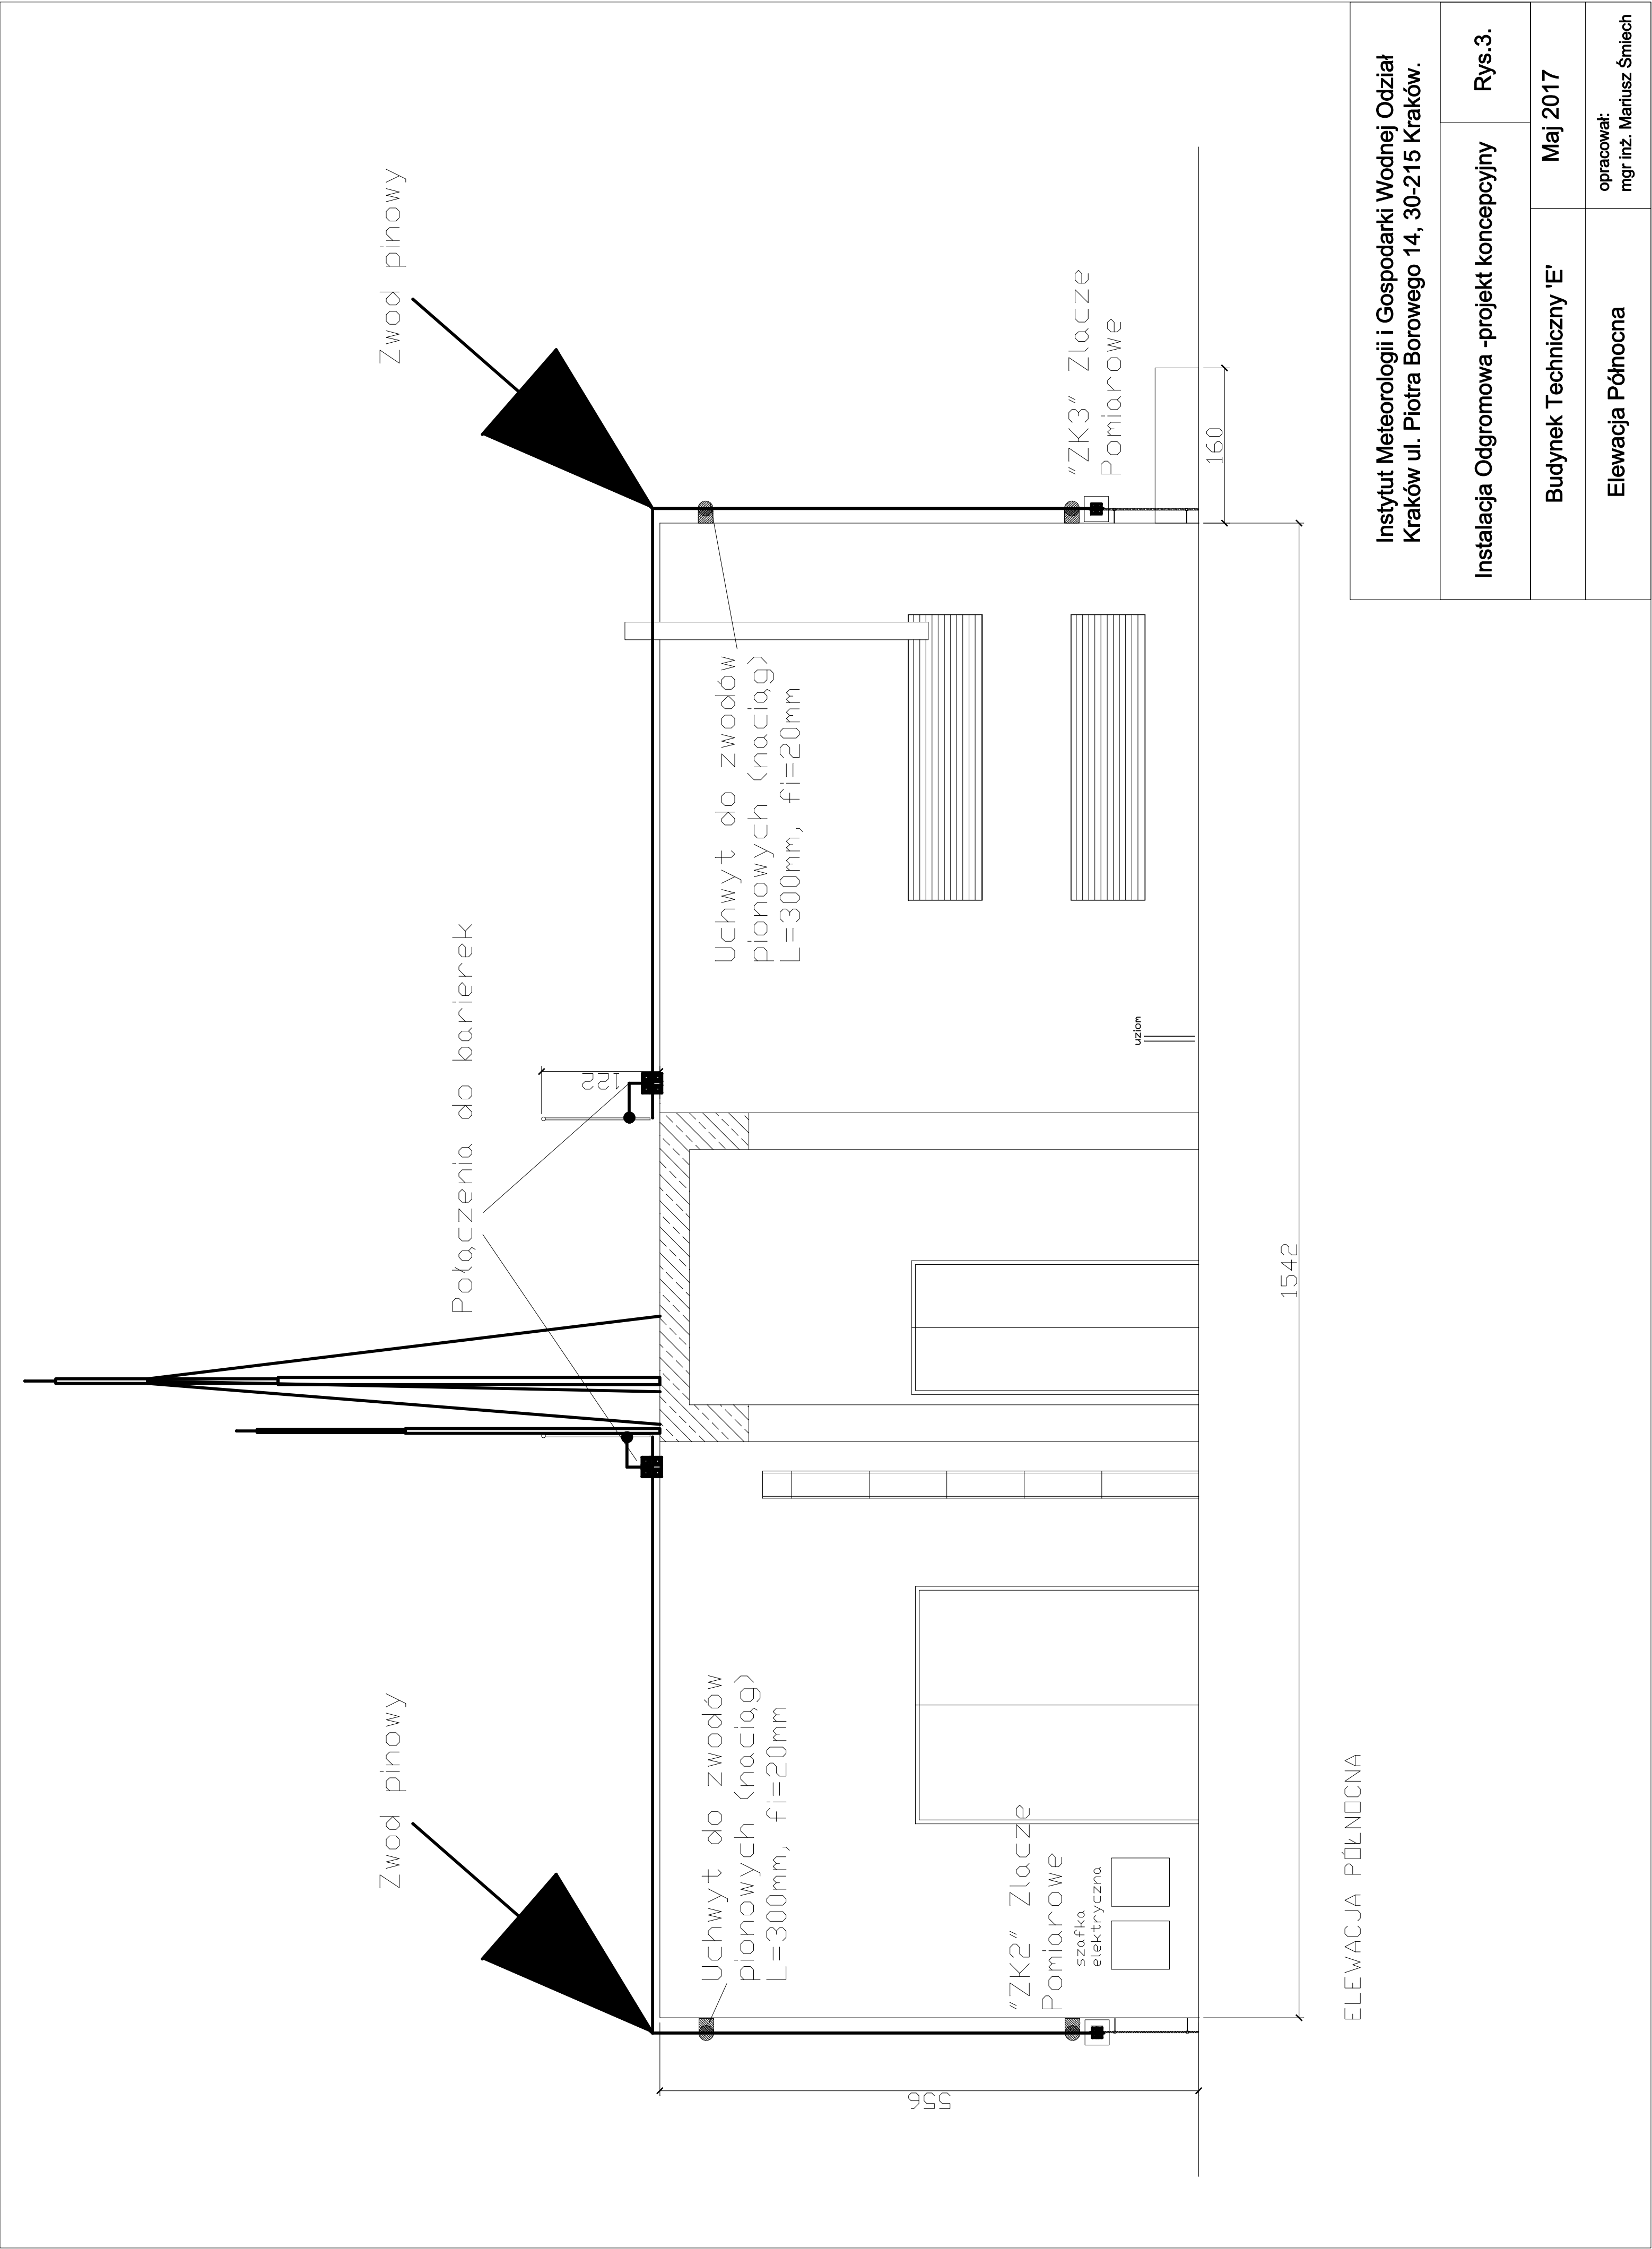 Zwod pinowy
Połączenia do barierek
Zwod pinowy
122
Uchwyt do zwodów
pionowych (naciąg)
L=300mm, fi=20mm
Uchwyt do zwodów
pionowych (naciąg)
L=300mm, fi=20mm
556
"ZK2" Zlacze
Pomiarowe
szafka
elektryczna
uziom
"ZK3" Zlacze
Pomiarowe
160
1542
ELEWACJA PÓŁNOCNA
Instytut Meteorologii i Gospodarki Wodnej Odział
Kraków ul. Piotra Borowego 14, 30-215 Kraków.
Instalacja Odgromowa -projekt koncepcyjny
Rys.3.
Budynek Techniczny 'E'
Maj 2017
Elewacja Północna
opracował:
mgr inż. Mariusz Śmiech